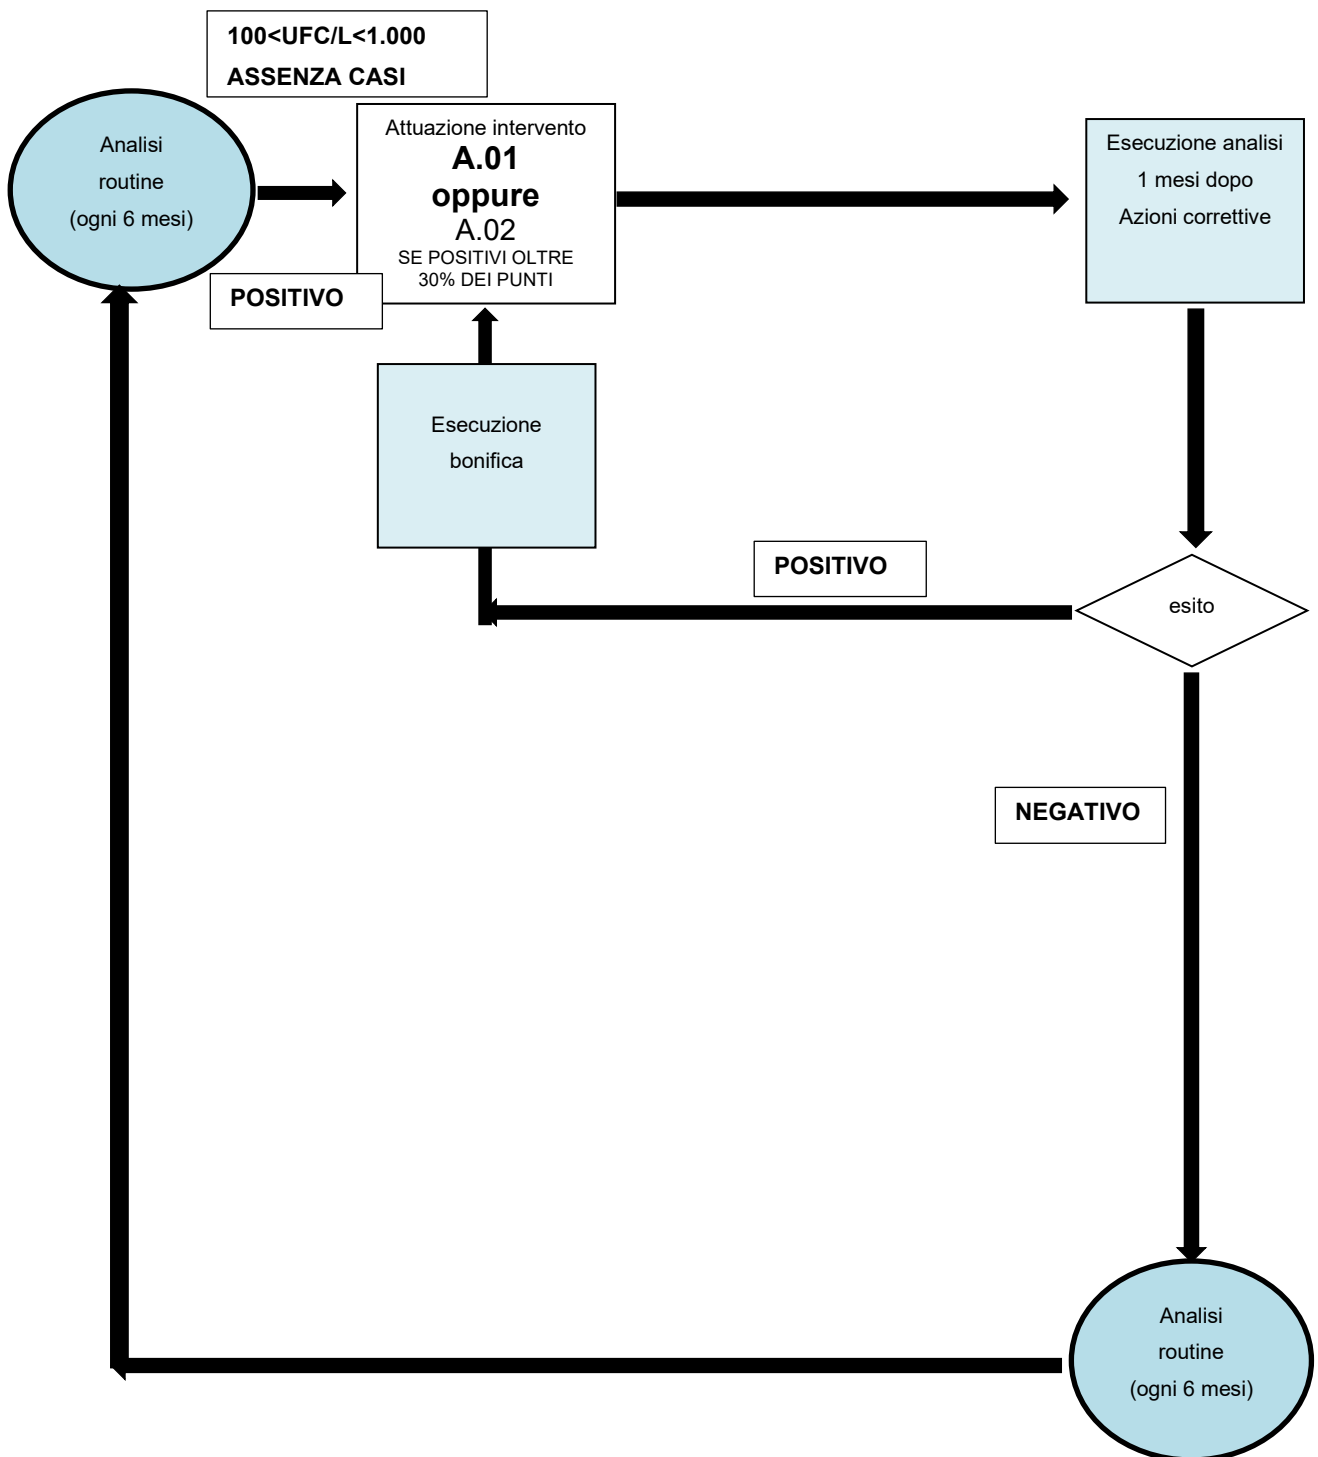 100<UFC/L<1.000
ASSENZA CASI
Analisi
routine
(ogni 6 mesi)
POSITIVO
Attuazione intervento
A.01
oppure
A.02
SE POSITIVI OLTRE
30% DEI PUNTI
Esecuzione analisi
1 mesi dopo
Azioni correttive
Esecuzione
bonifica
POSITIVO
esito
NEGATIVO
Analisi
routine
(ogni 6 mesi)